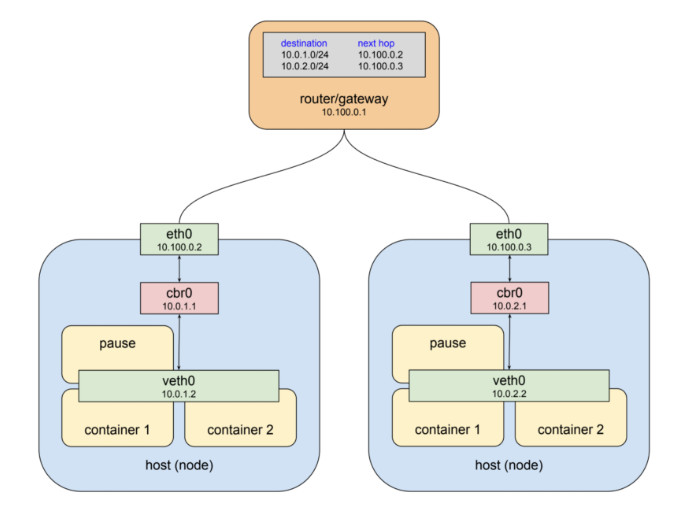 destination next hop
10.0.1.0/24 10.100.0.2
10.0.2.0/24 10.100.0.3
router/gateway
10.100.0.1
eth0
10.100.0.2
cbr0
10.0.1.1
pause
veth0
10.0.1.2
container 1
container 2
host (node)
eth0
10.100.0.3
cbr0
10.0.2.1
pause
veth0
10.0.2.2
container 1
container 2
host (node)